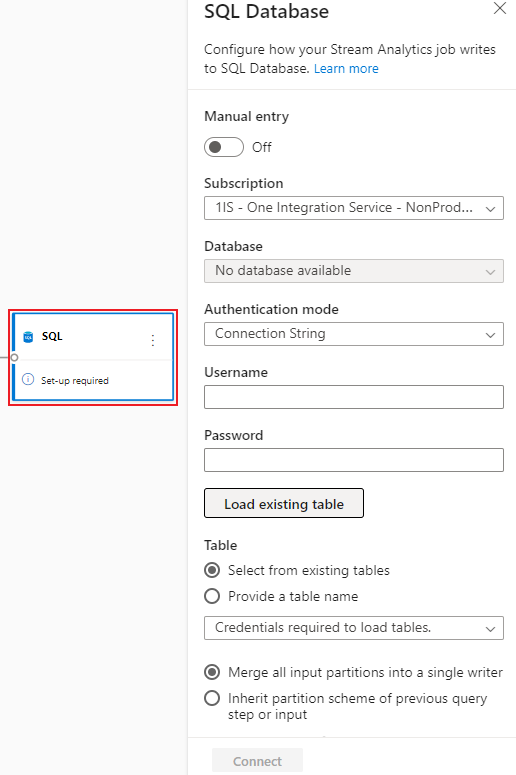 SQL Database
Configure how your Stream Analytics job writes
to SQL Database. Learn more
Manual entry
Off
Subscription
1IS - One Integration Service - NonProd...
Database
No database available
Authentication mode
Connection String
SQL
Set-up required
Username
Password
Load existing table
Table
Select from existing tables
Provide a table name
Credentials required to load tables.
Merge all input partitions into a single writer
Inherit partition scheme of previous query
step or input
Connect